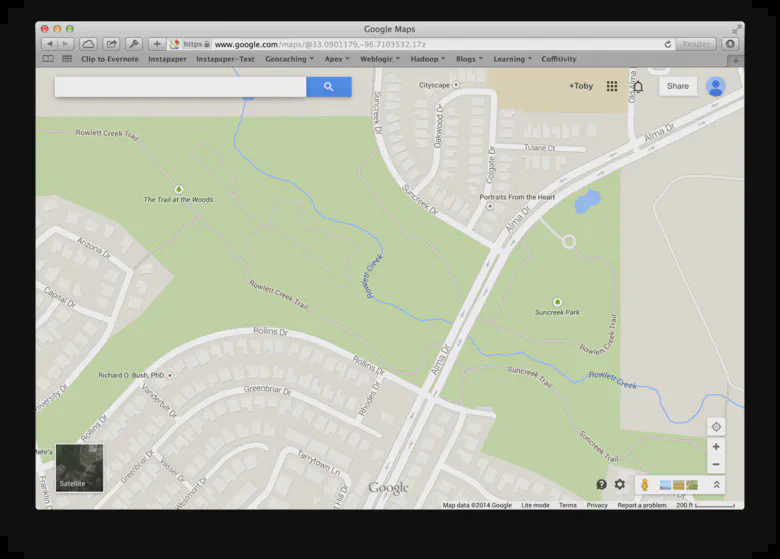 Google Maps
https www.google.com/maps/@33.0901179,-96.7103532,17z
Reader
Clip to Evernote Instapaper Instapaper-Text Geocaching Apex Weblogic Hadoop Blogs Learning Coffitivity
Cityscape
+Toby
Share
Old Alma
Alma Dr
Rowlett Creek Trail
Suncreek Dr
Oakwood Dr
Colgate Dr
Tulane Ct
The Trail at the Woods
Suncreek Dr
Portraits From the Heart
Alma Dr
Arizona Dr
Rowlett Creek
Rowlett Creek Trail
Capital Dr
Suncreek Park
Rowlett Creek Trail
Rollins Dr
Alma Dr
Rollins Dr
Richard O. Bush, PhD
Suncreek Trail
Rowlett Creek
Vanderbilt Dr
Greenbriar Dr
Rhodes Dr
University Dr
Rollins Dr
Suncreek Trail
Mehr's
Greenbriar Dr
Vassar Dr
Westmont Dr
Tarrytown Ln
Hill Dr
Satellite
Google
Map data ©2014 Google Lite mode Terms Privacy Report a problem 200 ft